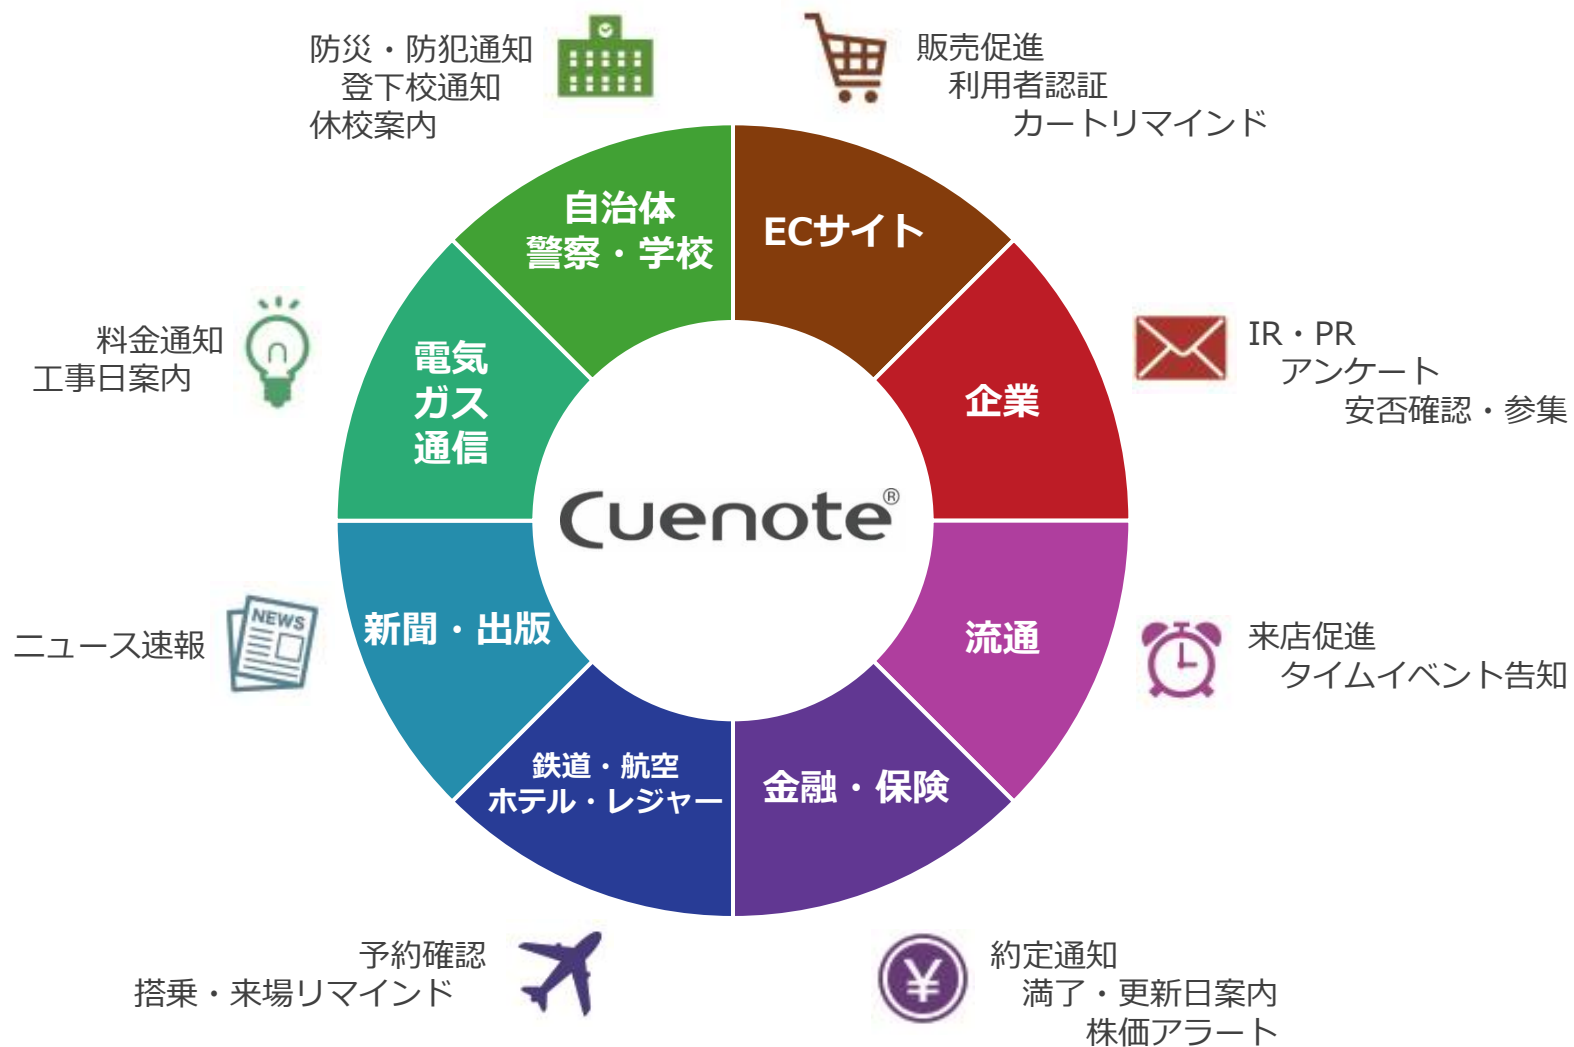 防災・防犯通知
登下校通知
休校案内
販売促進
利用者認証
カートリマインド
自治体
警察・学校
ECサイト
料金通知
工事日案内
電気
ガス
通信
企業
IR・PR
アンケート
安否確認・参集
Cuenote®
ニュース速報
NEWS
新聞・出版
流通
来店促進
タイムイベント告知
鉄道・航空
ホテル・レジャー
金融・保険
予約確認
搭乗・来場リマインド
¥
約定通知
満了・更新日案内
株価アラート